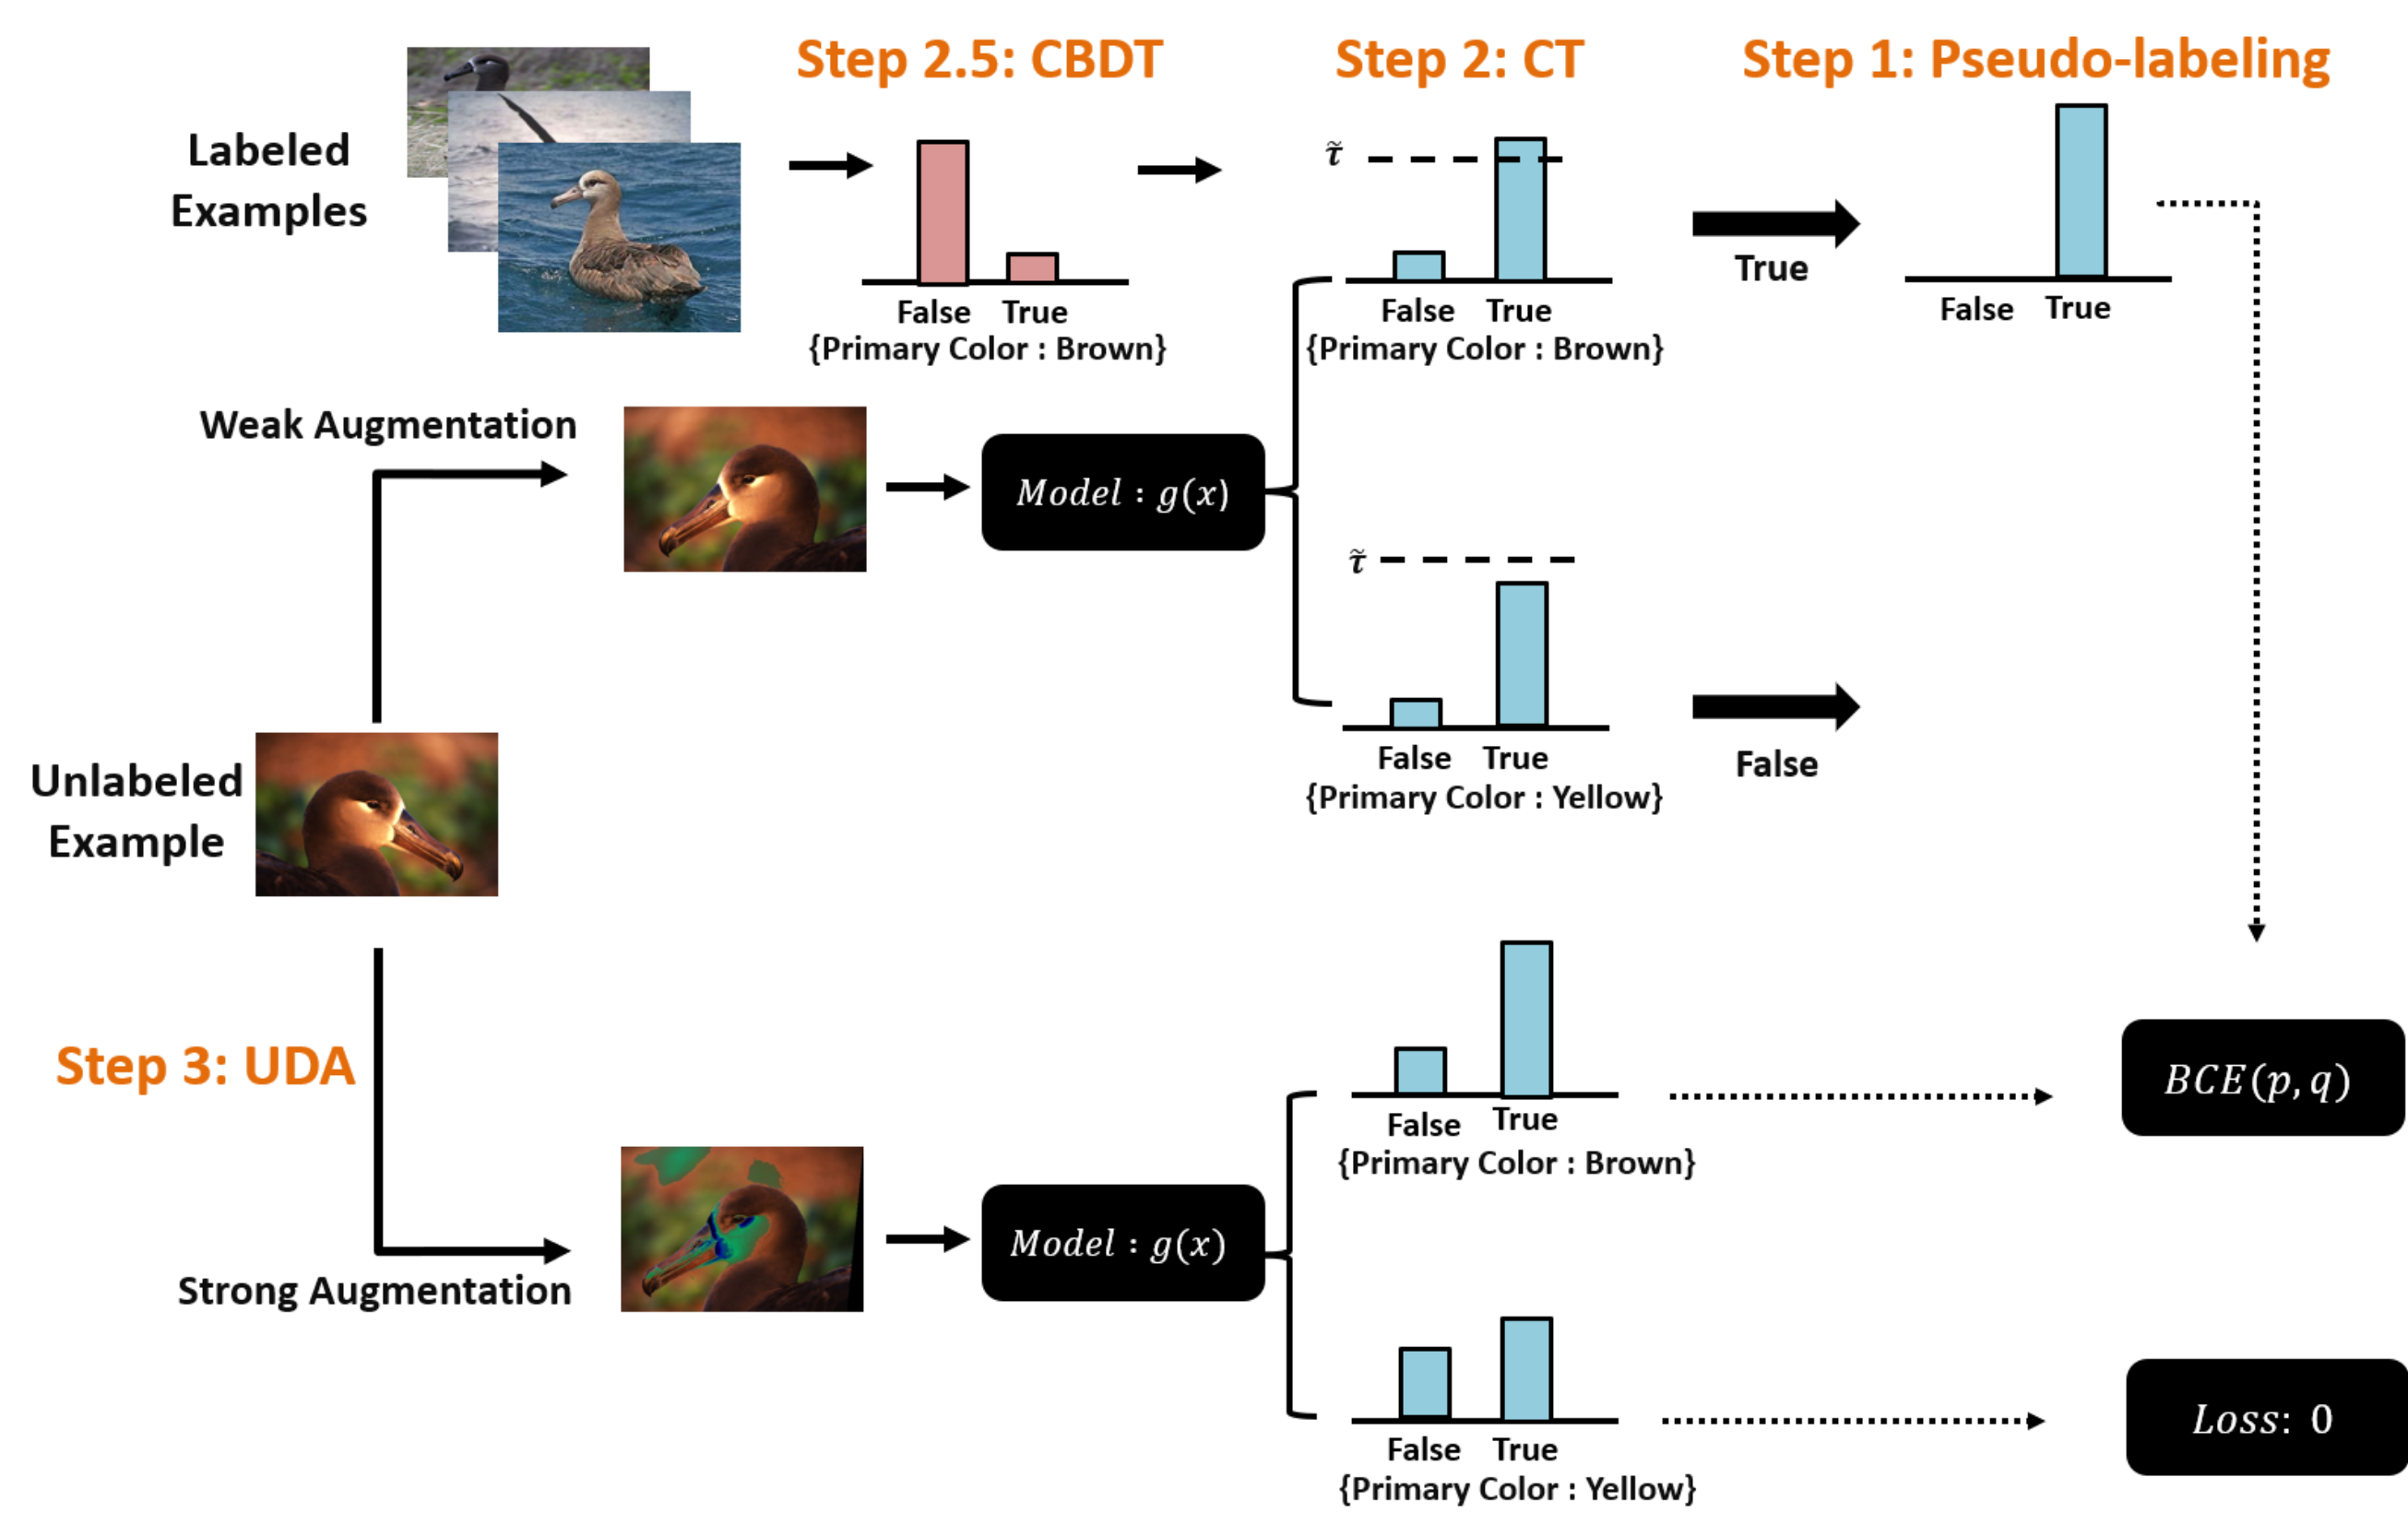 Step 2.5: CBDT
Step 2: CT
Step 1: Pseudo-labeling
Labeled
Examples
False True
{Primary Color : Brown}
τ̃
False True
{Primary Color : Brown}
True
False True
Weak Augmentation
Model : g(x)
τ̃
False True
{Primary Color : Yellow}
False
Unlabeled
Example
Step 3: UDA
Strong Augmentation
Model : g(x)
False True
{Primary Color : Brown}
BCE(p, q)
False True
{Primary Color : Yellow}
Loss: 0